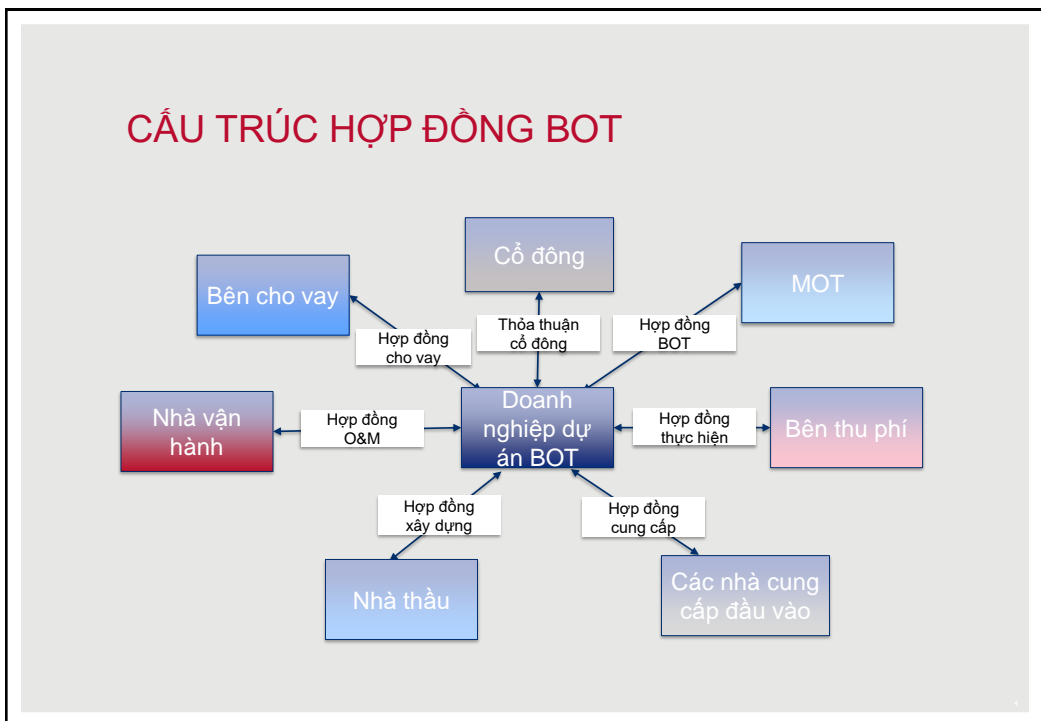 CẤU TRÚC HỢP ĐỒNG BOT
Cổ đông
MOT
Bên cho vay
Thỏa thuận
cổ đông
Hợp đồng
BOT
Hợp đồng
cho vay
Doanh
nghiệp dự
án BOT
Nhà vận
hành
Hợp đồng
O&M
Hợp đồng
thực hiện
Bên thu phí
Hợp đồng
xây dựng
Hợp đồng
cung cấp
Nhà thầu
Các nhà cung
cấp đầu vào